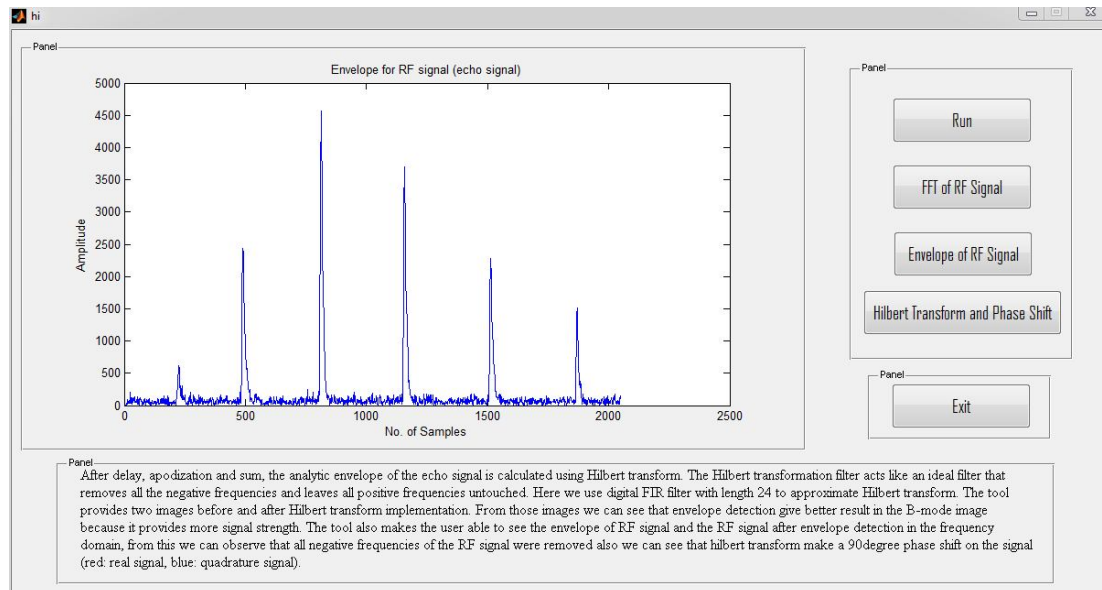 hi
Panel
Envelope for RF signal (echo signal)
5000
4500
4000
3500
3000
2500
2000
1500
1000
500
0
Amplitude
0 500 1000 1500 2000 2500
No. of Samples
Panel
Run
FFT of RF Signal
Envelope of RF Signal
Hilbert Transform and Phase Shift
Panel
Exit
Panel
After delay, apodization and sum, the analytic envelope of the echo signal is calculated using Hilbert transform. The Hilbert transformation filter acts like an ideal filter that
removes all the negative frequencies and leaves all positive frequencies untouched. Here we use digital FIR filter with length 24 to approximate Hilbert transform. The tool
provides two images before and after Hilbert transform implementation. From those images we can see that envelope detection give better result in the B-mode image
because it provides more signal strength. The tool also makes the user able to see the envelope of RF signal and the RF signal after envelope detection in the frequency
domain, from this we can observe that all negative frequencies of the RF signal were removed also we can see that hilbert transform make a 90degree phase shift on the signal
(red: real signal, blue: quadrature signal).